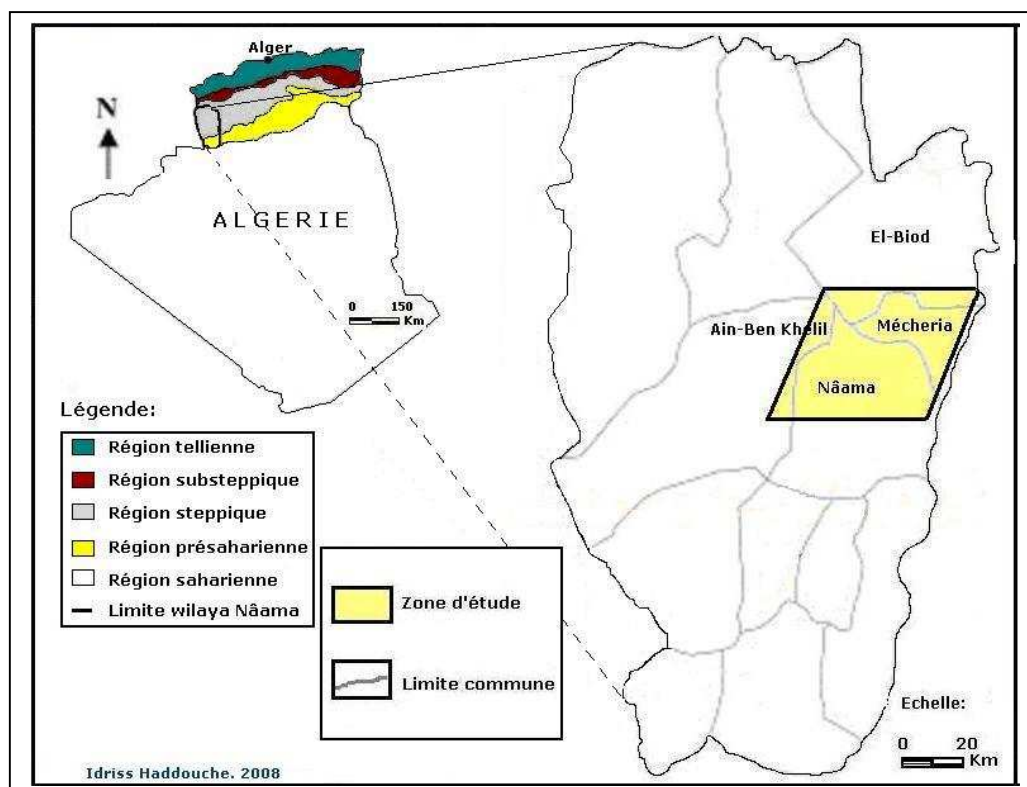 Alger
N
ALGERIE
0 150
Km
El-Biod
Ain-Ben Khelil
Mécheria
Nâama
Légende:
Région tellienne
Région substeppique
Région steppique
Région présaharienne
Région saharienne
Limite wilaya Nâama
Zone d'étude
Limite commune
Echelle:
0 20
Km
Idriss Haddouche. 2008